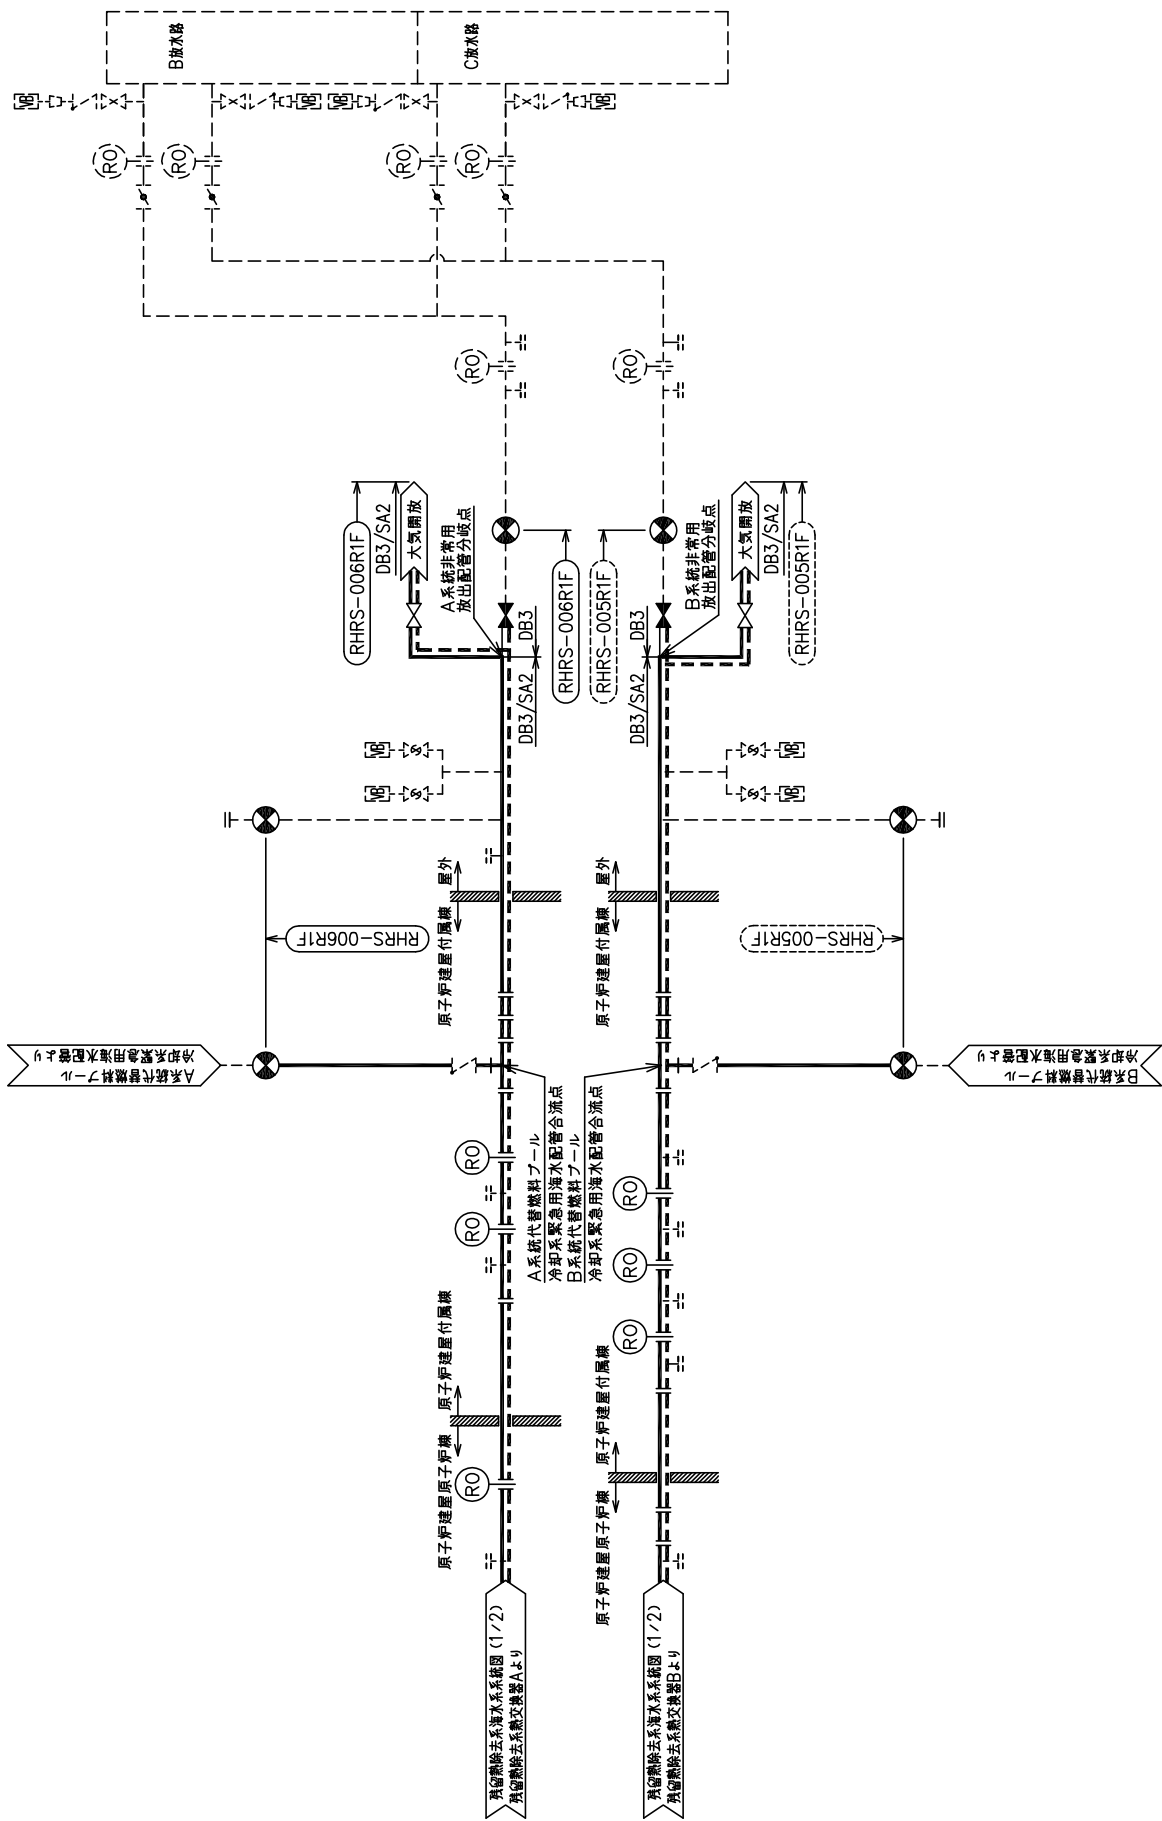 B放水路
C放水路
VB
VB
VB
VB
RO
RO
RO
RO
RO
RO
RHRS-006R1F
DB3/SA2
大気開放
A系統非常用
放出配管分岐点
RHRS-006R1F
DB3
DB3/SA2
RHRS-005R1F
DB3
DB3/SA2
B系統非常用
放出配管分岐点
大気開放
DB3/SA2
RHRS-005R1F
VB
VB
VB
VB
RHRS-006R1F
RHRS-005R1F
原子炉建屋付属棟
屋外
原子炉建屋付属棟
屋外
A系統代替燃料プール
冷却系緊急用海水配管より
B系統代替燃料プール
冷却系緊急用海水配管より
A系統代替燃料プール
冷却系緊急用海水配管合流点
B系統代替燃料プール
冷却系緊急用海水配管合流点
RO
RO
RO
RO
RO
RO
原子炉建屋原子炉棟
原子炉建屋付属棟
原子炉建屋原子炉棟
原子炉建屋付属棟
残留熱除去系海水系系統図(1/2)
残留熱除去系熱交換器Aより
残留熱除去系海水系系統図(1/2)
残留熱除去系熱交換器Bより